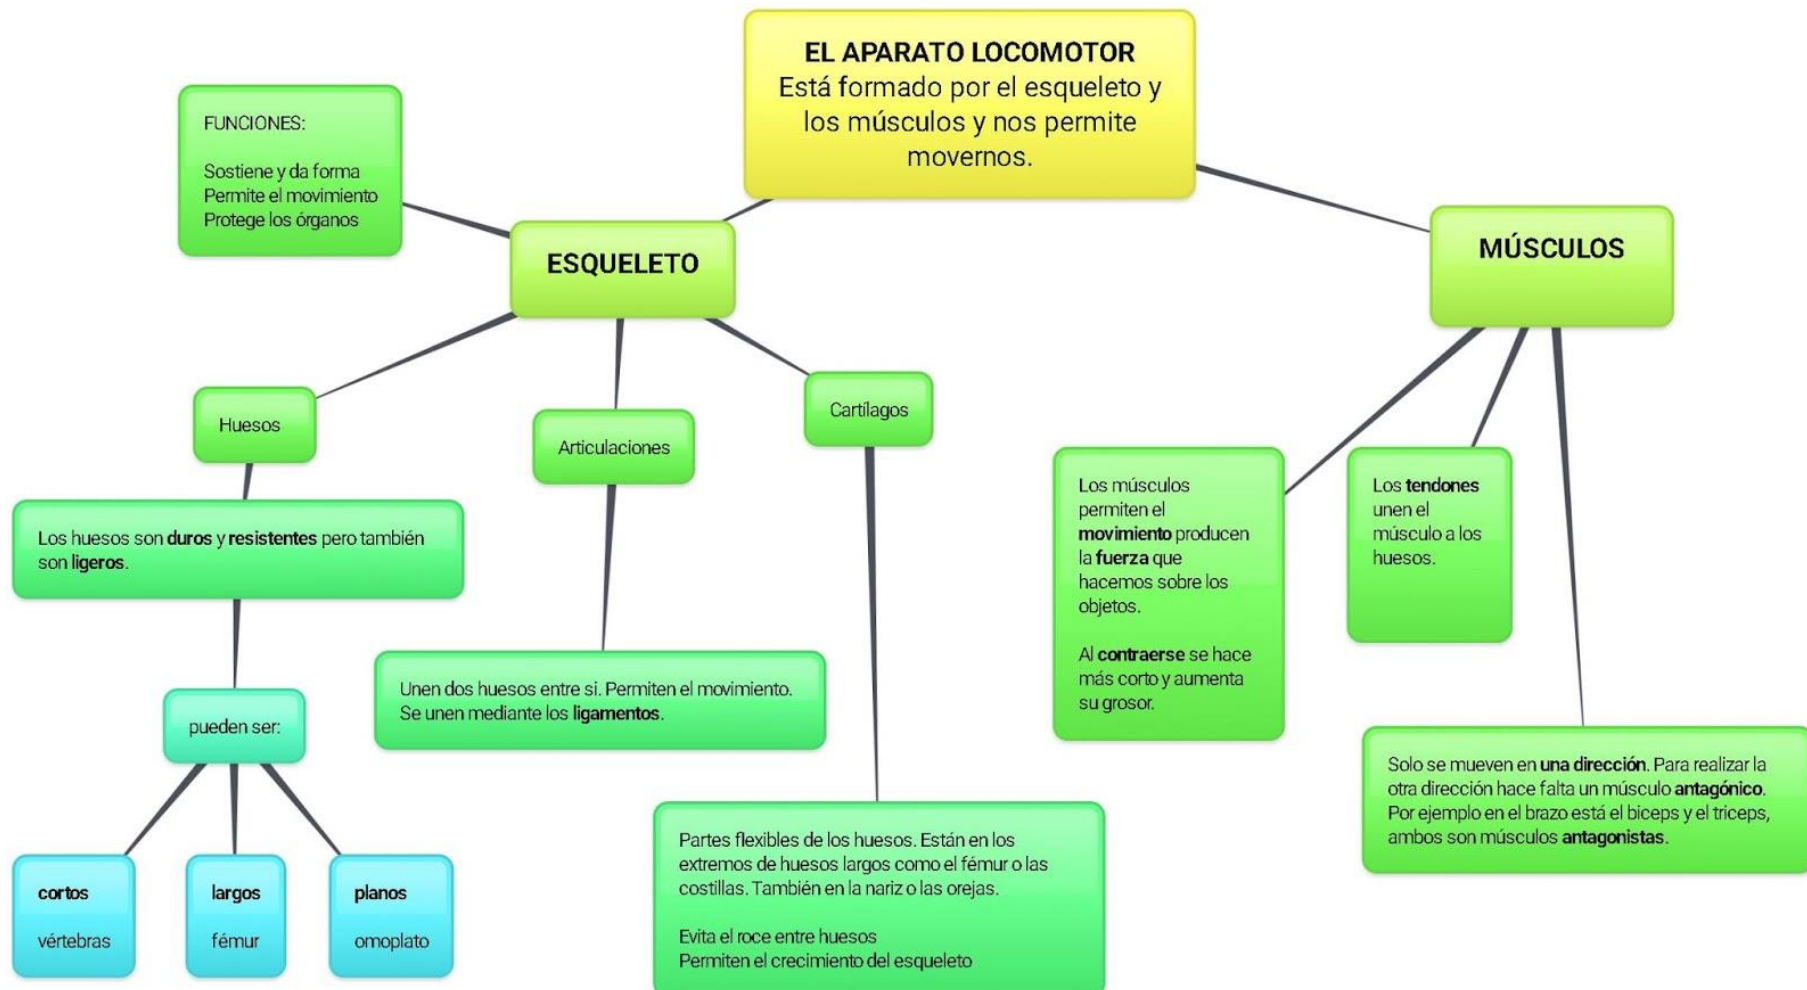 EL APARATO LOCOMOTOR
Está formado por el esqueleto y
los músculos y nos permite
movernos.
FUNCIONES:
Sostiene y da forma
Permite el movimiento
Protege los órganos
ESQUELETO
MÚSCULOS
Huesos
Articulaciones
Cartílagos
Los huesos son duros y resistentes pero también
son ligeros.
Unen dos huesos entre si. Permiten el movimiento.
Se unen mediante los ligamentos.
pueden ser:
cortos
vértebras
largos
fémur
planos
omoplato
Partes flexibles de los huesos. Están en los
extremos de huesos largos como el fémur o las
costillas. También en la nariz o las orejas.
Evita el roce entre huesos
Permiten el crecimiento del esqueleto
Los músculos
permiten el
movimiento producen
la fuerza que
hacemos sobre los
objetos.
Al contraerse se hace
más corto y aumenta
su grosor.
Los tendones
unen el
músculo a los
huesos.
Solo se mueven en una dirección. Para realizar la
otra dirección hace falta un músculo antagónico.
Por ejemplo en el brazo está el biceps y el triceps,
ambos son músculos antagonistas.